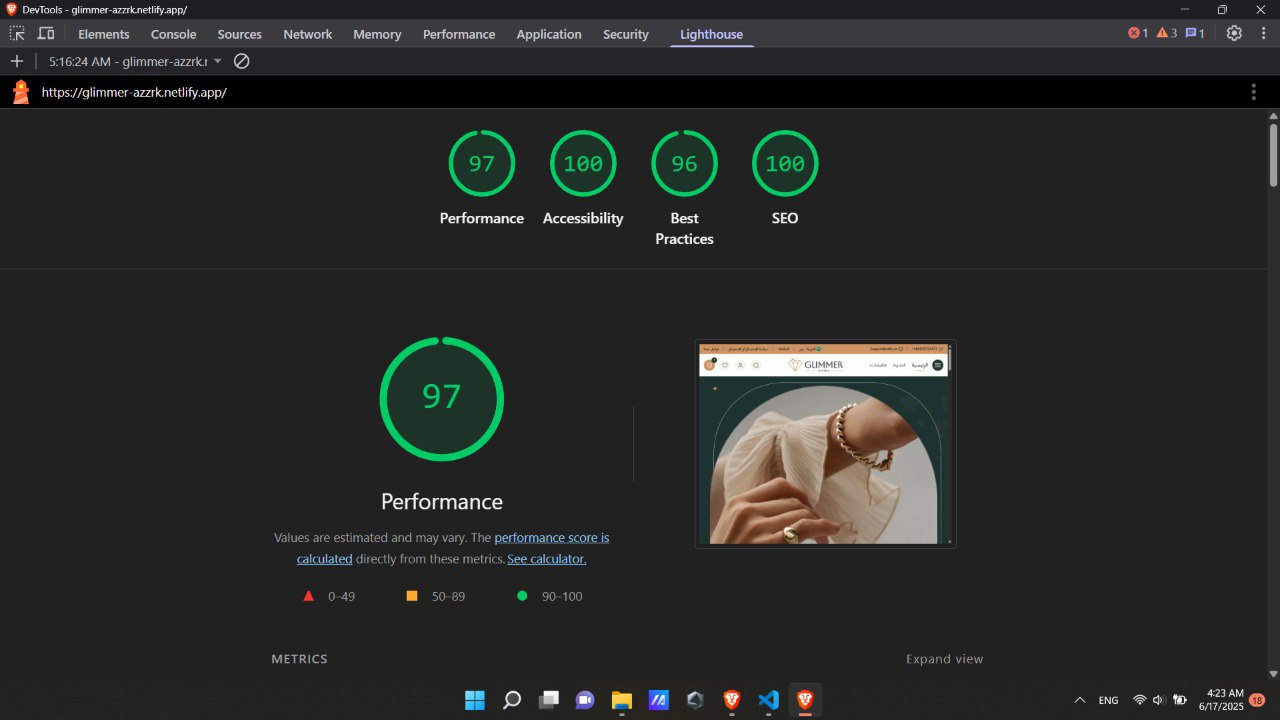 DevTools - glimmer-azzrk.netlify.app/
Elements Console Sources Network Memory Performance Application Security Lighthouse 1 3 1
5:16:24 AM - glimmer-azzrk.r
https://glimmer-azzrk.netlify.app/
97 100 96 100
Performance Accessibility Best Practices SEO
97
GLIMMER
الرئيسية المدونة
Performance
Values are estimated and may vary. The performance score is
calculated directly from these metrics. See calculator.
0–49 50–89 90–100
METRICS Expand view
ENG 4:23 AM
6/17/2025 18